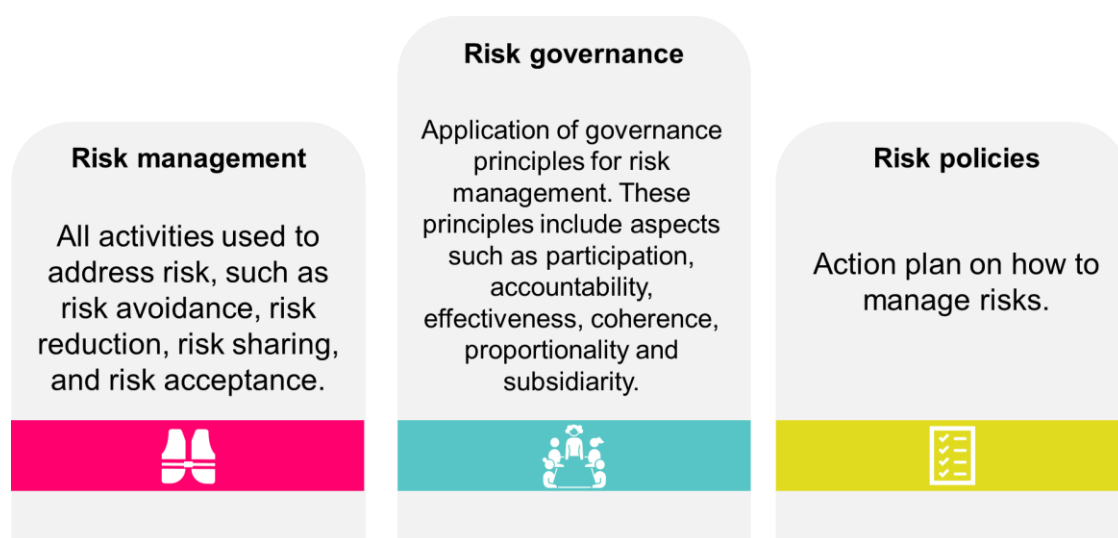 Risk management
All activities used to
address risk, such as
risk avoidance, risk
reduction, risk sharing,
and risk acceptance.
Risk governance
Application of governance
principles for risk
management. These
principles include aspects
such as participation,
accountability,
effectiveness, coherence,
proportionality and
subsidiarity.
Risk policies
Action plan on how to
manage risks.